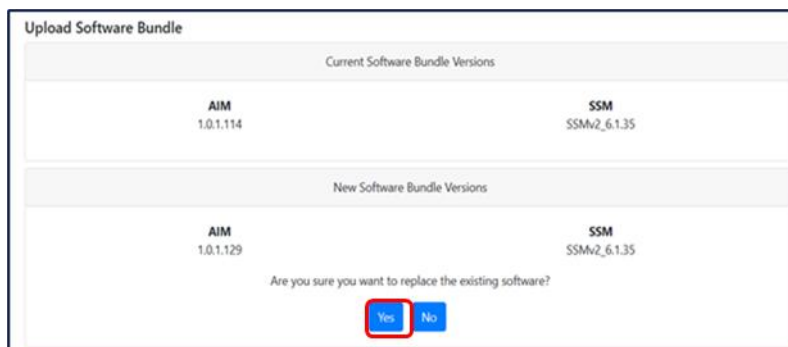 Upload Software Bundle
Current Software Bundle Versions
AIM SSM
1.0.1.114 SSMv2_6.1.35
New Software Bundle Versions
AIM SSM
1.0.1.129 SSMv2_6.1.35
Are you sure you want to replace the existing software?
Yes No